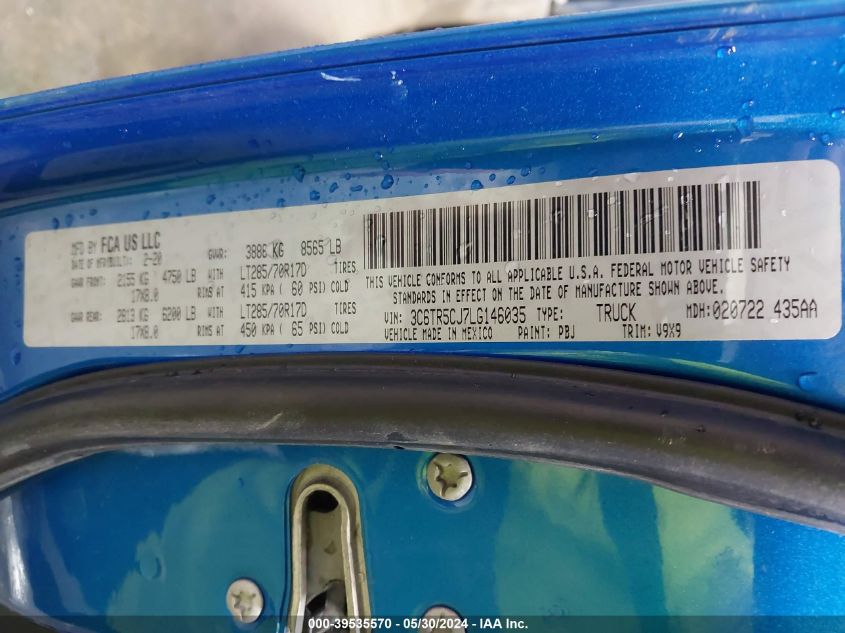 MFD BY FCA US LLC
DATE OF MFR/VBUILT: 2-20 GVWR: 3886 KG 8565 LB
GAWR FRONT: 2155 KG 4750 LB WITH LT285/70R17D TIRES
17X8.0 RIMS AT 415 KPA ( 60 PSI) COLD
GAWR REAR: 2813 KG 6200 LB WITH LT285/70R17D TIRES
17X8.0 RIMS AT 450 KPA ( 65 PSI) COLD
THIS VEHICLE CONFORMS TO ALL APPLICABLE U.S.A. FEDERAL MOTOR VEHICLE SAFETY
STANDARDS IN EFFECT ON THE DATE OF MANUFACTURE SHOWN ABOVE.
VIN: 3C6TR5CJ7LG146035 TYPE: TRUCK MDH: 020722 435AA
VEHICLE MADE IN MEXICO PAINT: PBJ TRIM: V9X9
000-39535570 - 05/30/2024 - IAA Inc.